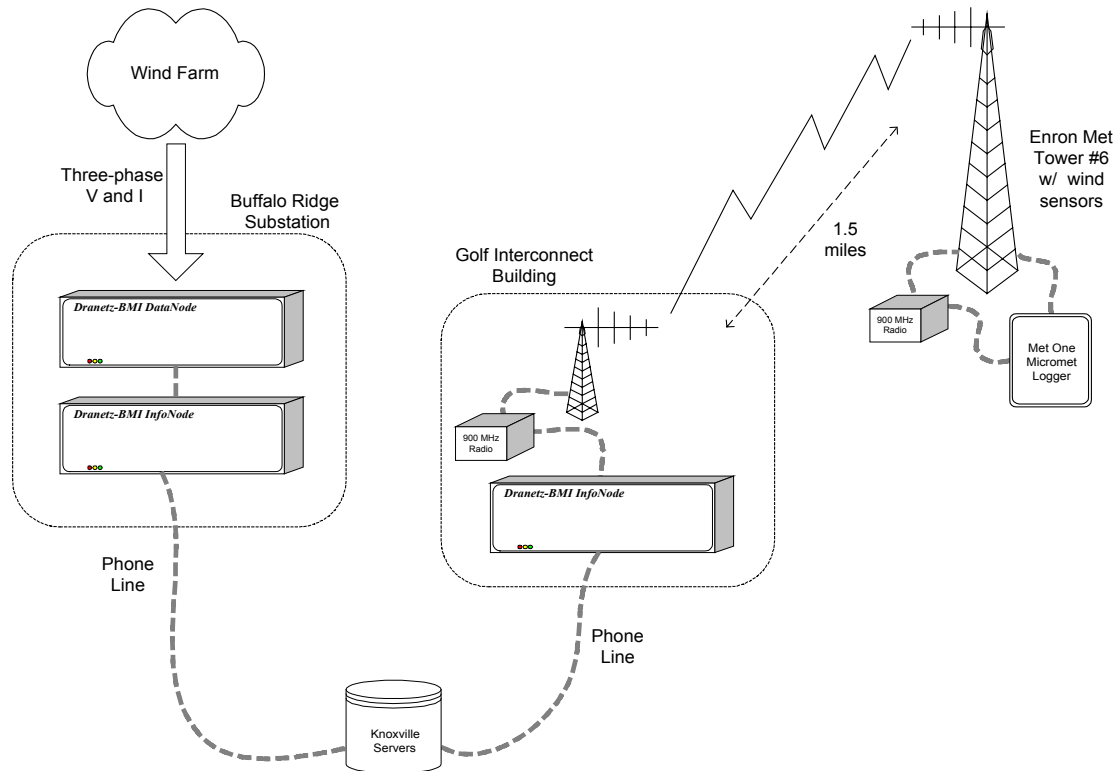 Wind Farm
Three-phase
V and I
Buffalo Ridge
Substation
Dranetz-BMI DataNode
Dranetz-BMI InfoNode
Phone
Line
Golf Interconnect
Building
900 MHz
Radio
Dranetz-BMI InfoNode
Phone
Line
Knoxville
Servers
1.5
miles
Enron Met
Tower #6
w/ wind
sensors
900 MHz
Radio
Met One
Micromet
Logger